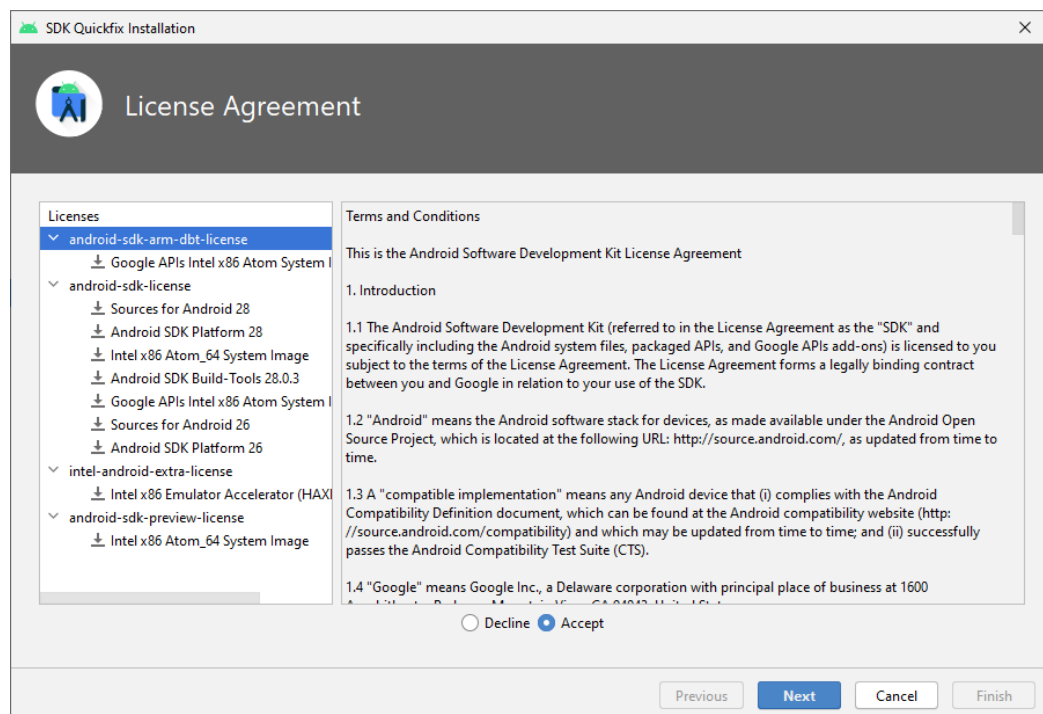 SDK Quickfix Installation
License Agreement
Licenses
android-sdk-arm-dbt-license
Google APIs Intel x86 Atom System I
android-sdk-license
Sources for Android 28
Android SDK Platform 28
Intel x86 Atom_64 System Image
Android SDK Build-Tools 28.0.3
Google APIs Intel x86 Atom System I
Sources for Android 26
Android SDK Platform 26
intel-android-extra-license
Intel x86 Emulator Accelerator (HAXI
android-sdk-preview-license
Intel x86 Atom_64 System Image
Terms and Conditions
This is the Android Software Development Kit License Agreement
1. Introduction
1.1 The Android Software Development Kit (referred to in the License Agreement as the "SDK" and
specifically including the Android system files, packaged APIs, and Google APIs add-ons) is licensed to you
subject to the terms of the License Agreement. The License Agreement forms a legally binding contract
between you and Google in relation to your use of the SDK.
1.2 "Android" means the Android software stack for devices, as made available under the Android Open
Source Project, which is located at the following URL: http://source.android.com/, as updated from time to
time.
1.3 A "compatible implementation" means any Android device that (i) complies with the Android
Compatibility Definition document, which can be found at the Android compatibility website (http:
//source.android.com/compatibility) and which may be updated from time to time; and (ii) successfully
passes the Android Compatibility Test Suite (CTS).
1.4 "Google" means Google Inc., a Delaware corporation with principal place of business at 1600
Decline Accept
Previous Next Cancel Finish